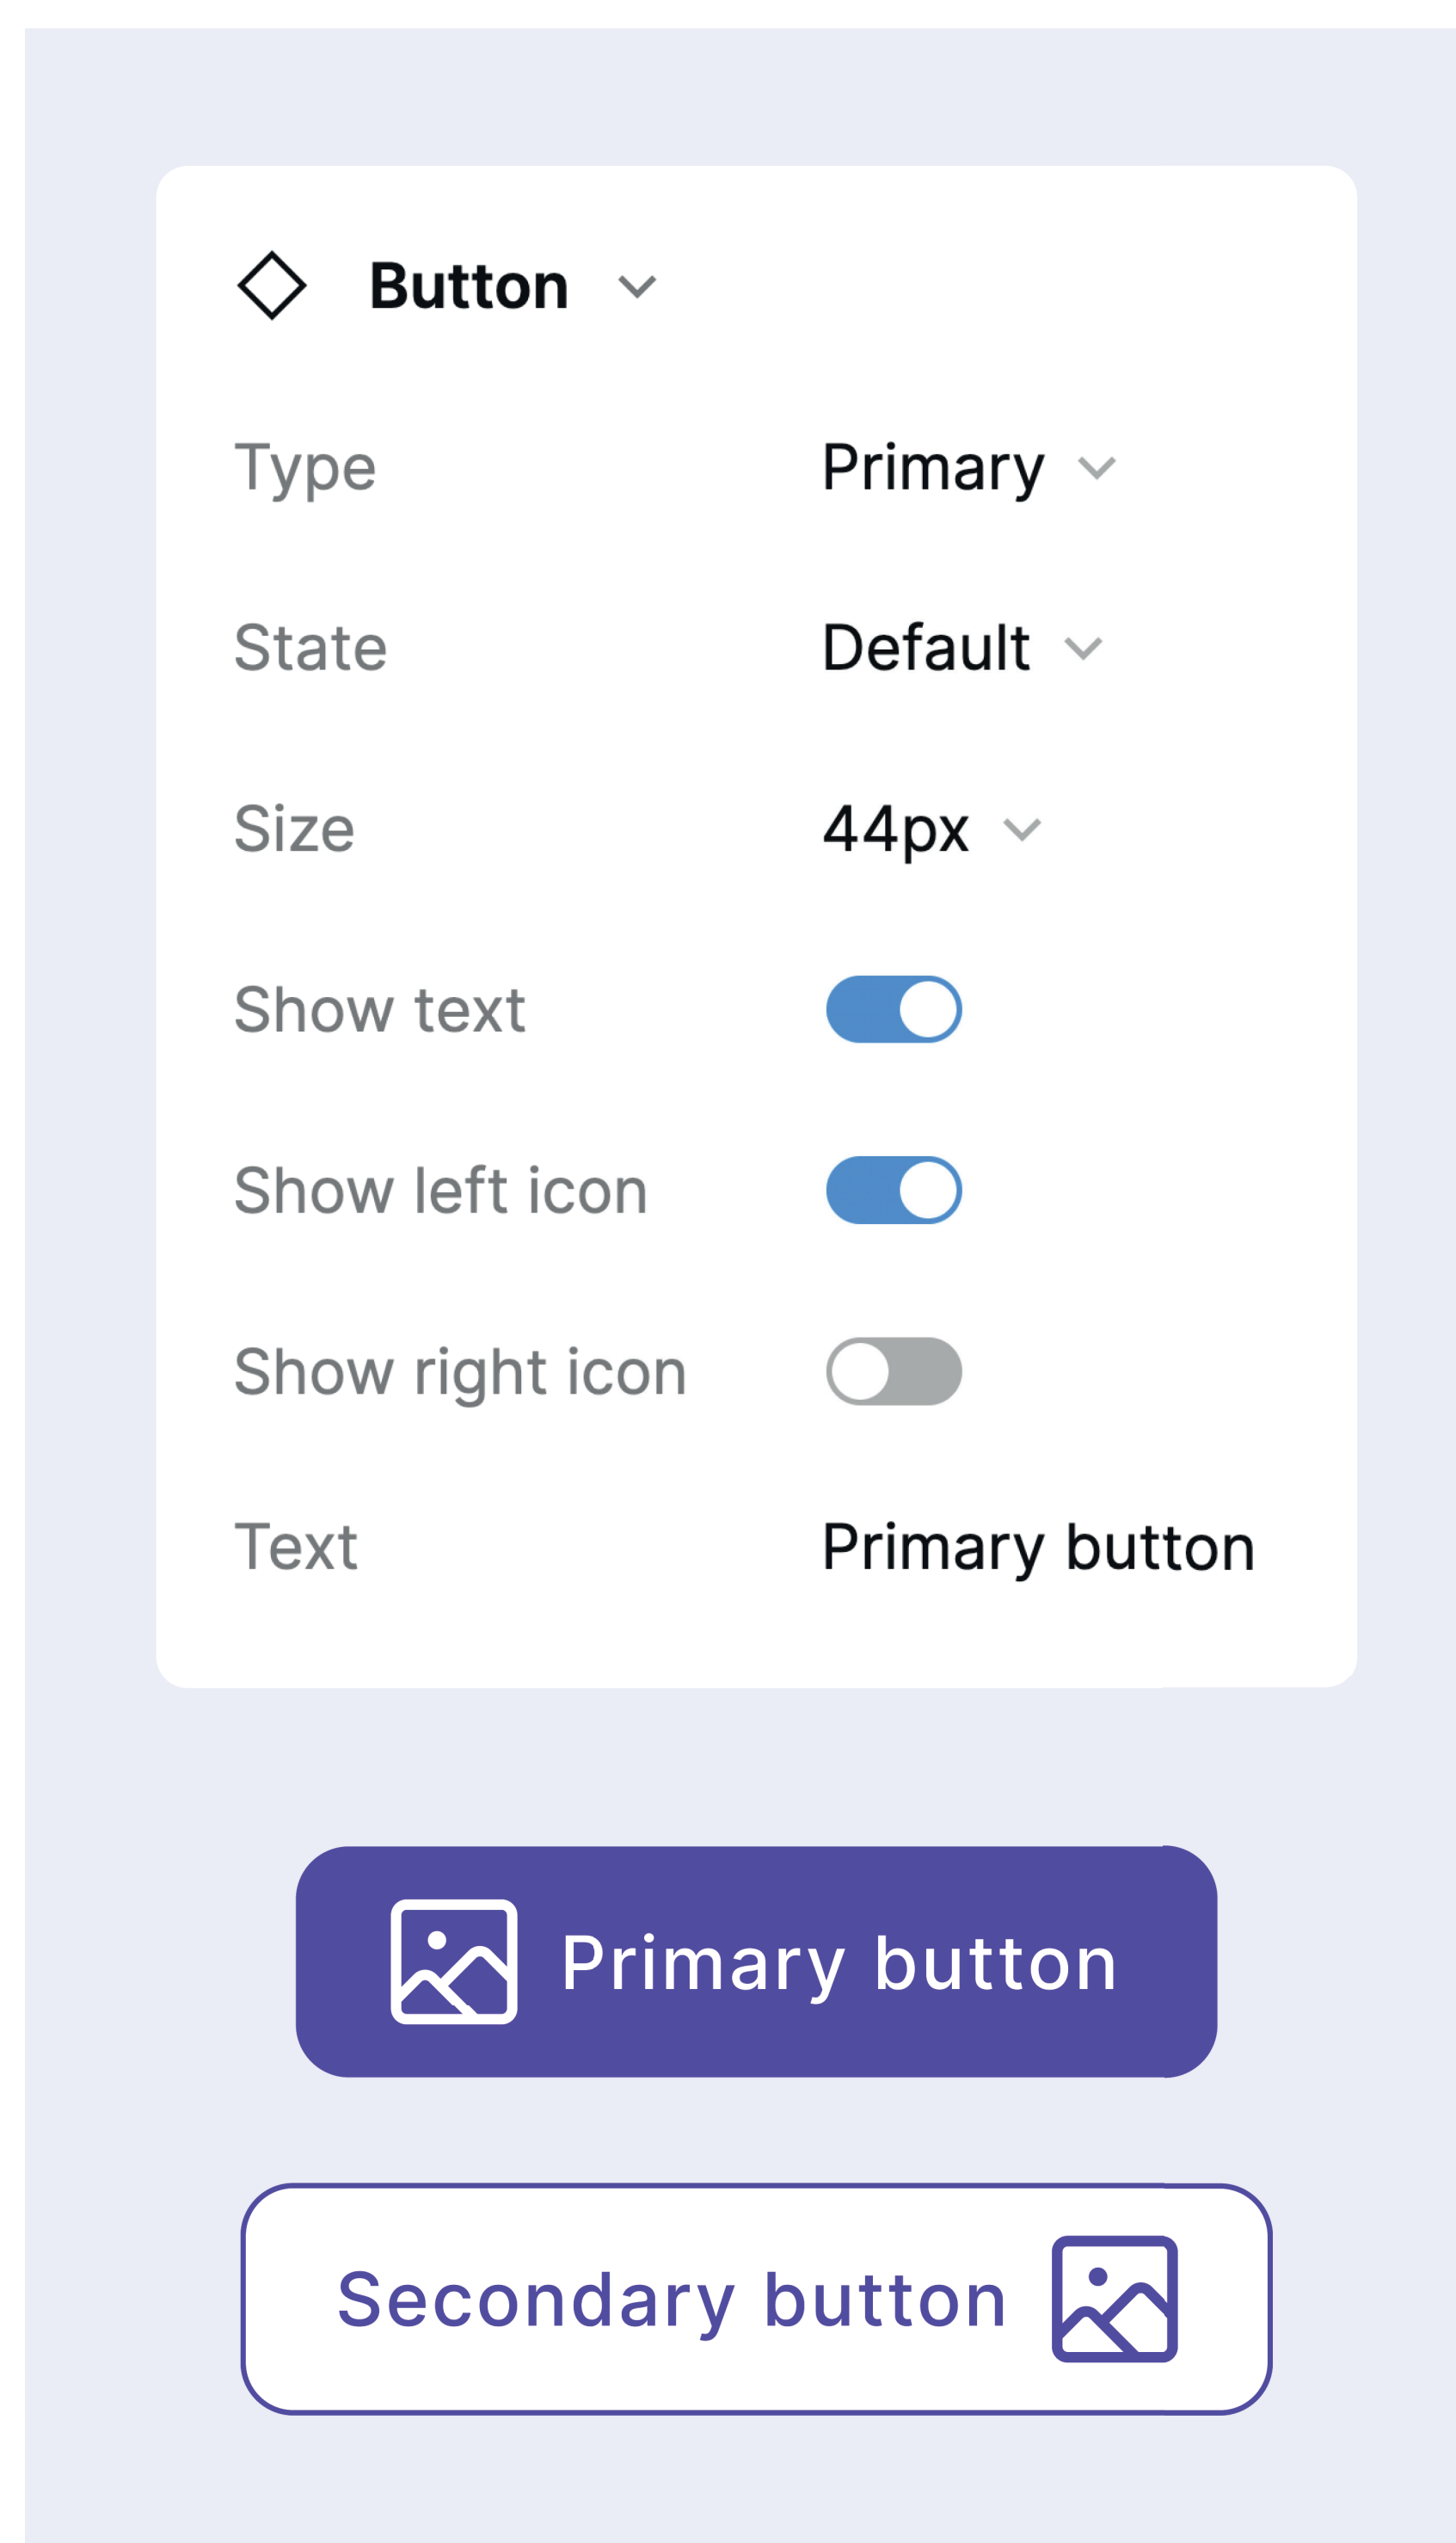 Button
Type Primary
State Default
Size 44px
Show text
Show left icon
Show right icon
Text Primary button
Primary button
Secondary button